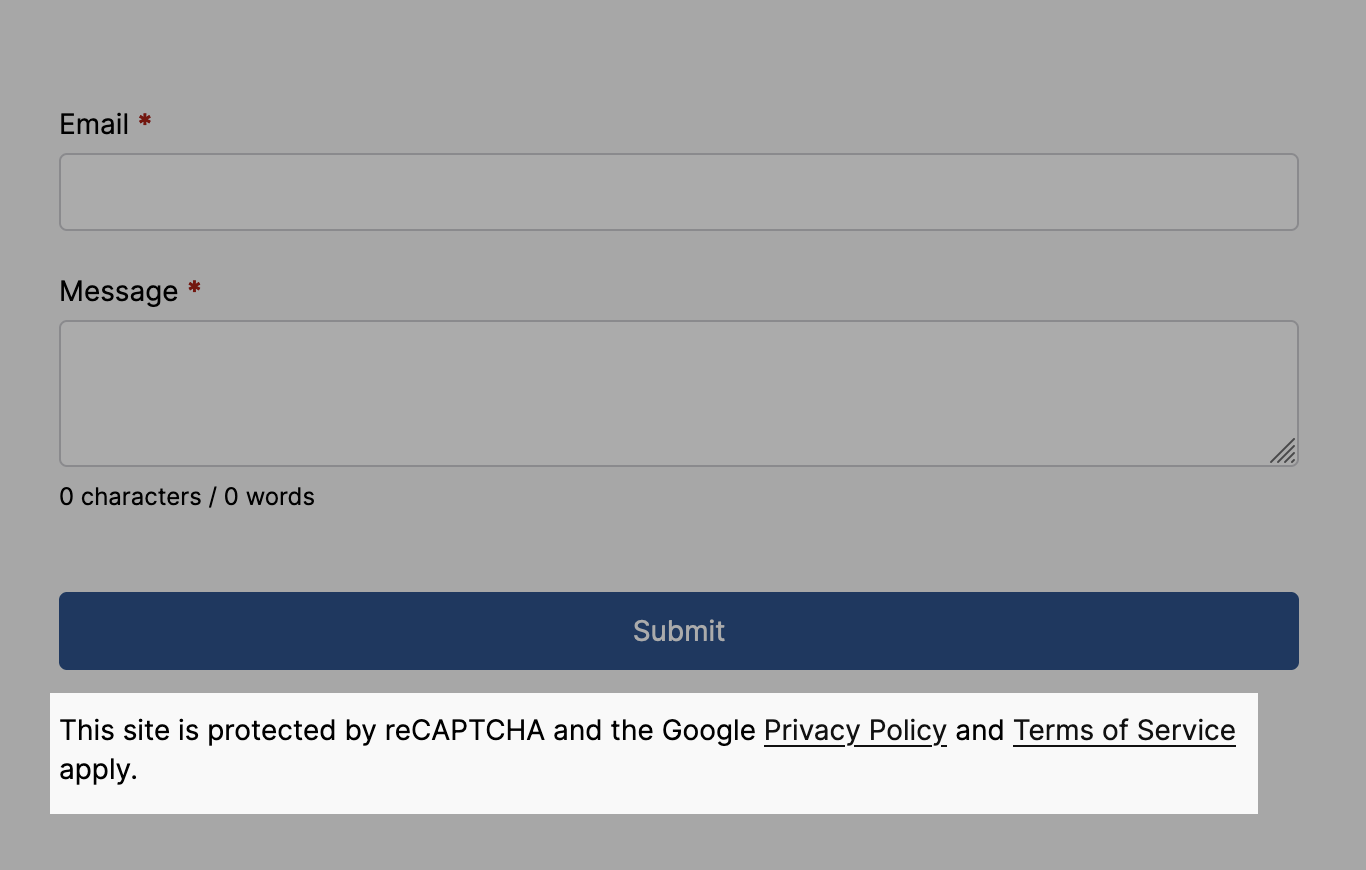 Email *
Message *
0 characters / 0 words
Submit
This site is protected by reCAPTCHA and the Google Privacy Policy and Terms of Service
apply.